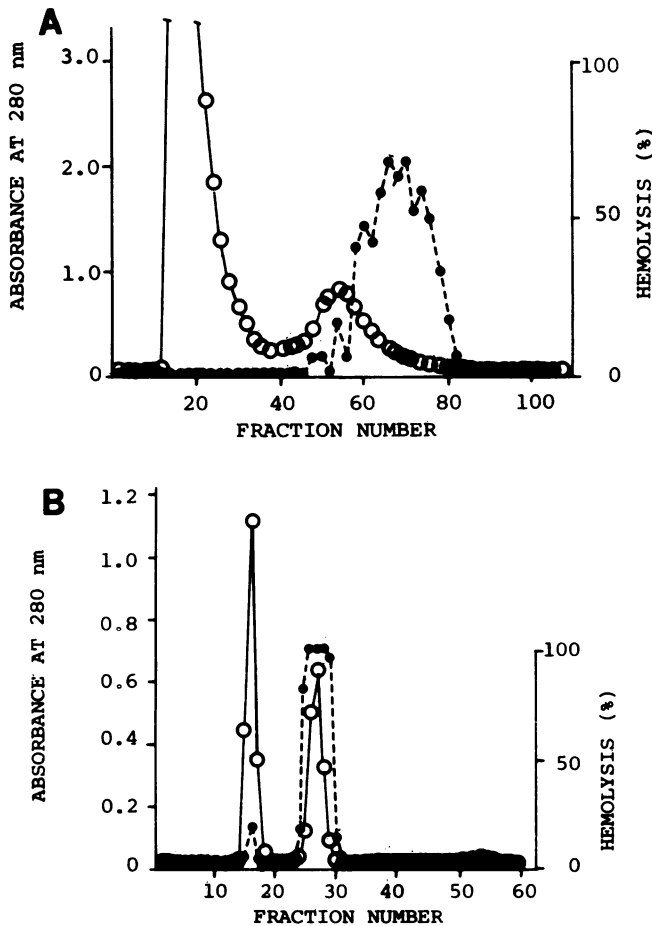 A
ABSORBANCE AT 280 nm
3.0
2.0
1.0
0
100
50
0
HEMOLYSIS (%)
20 40 60 80 100
FRACTION NUMBER
B
ABSORBANCE AT 280 nm
1.2
1.0
0.8
0.6
0.4
0.2
0
100
50
0
HEMOLYSIS (%)
10 20 30 40 50 60
FRACTION NUMBER